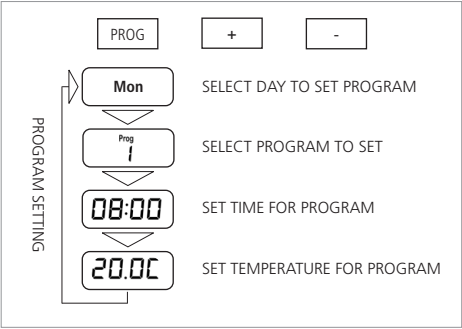 PROG + -
Mon SELECT DAY TO SET PROGRAM
Prog
1 SELECT PROGRAM TO SET
08:00 SET TIME FOR PROGRAM
20.0C SET TEMPERATURE FOR PROGRAM
PROGRAM SETTING